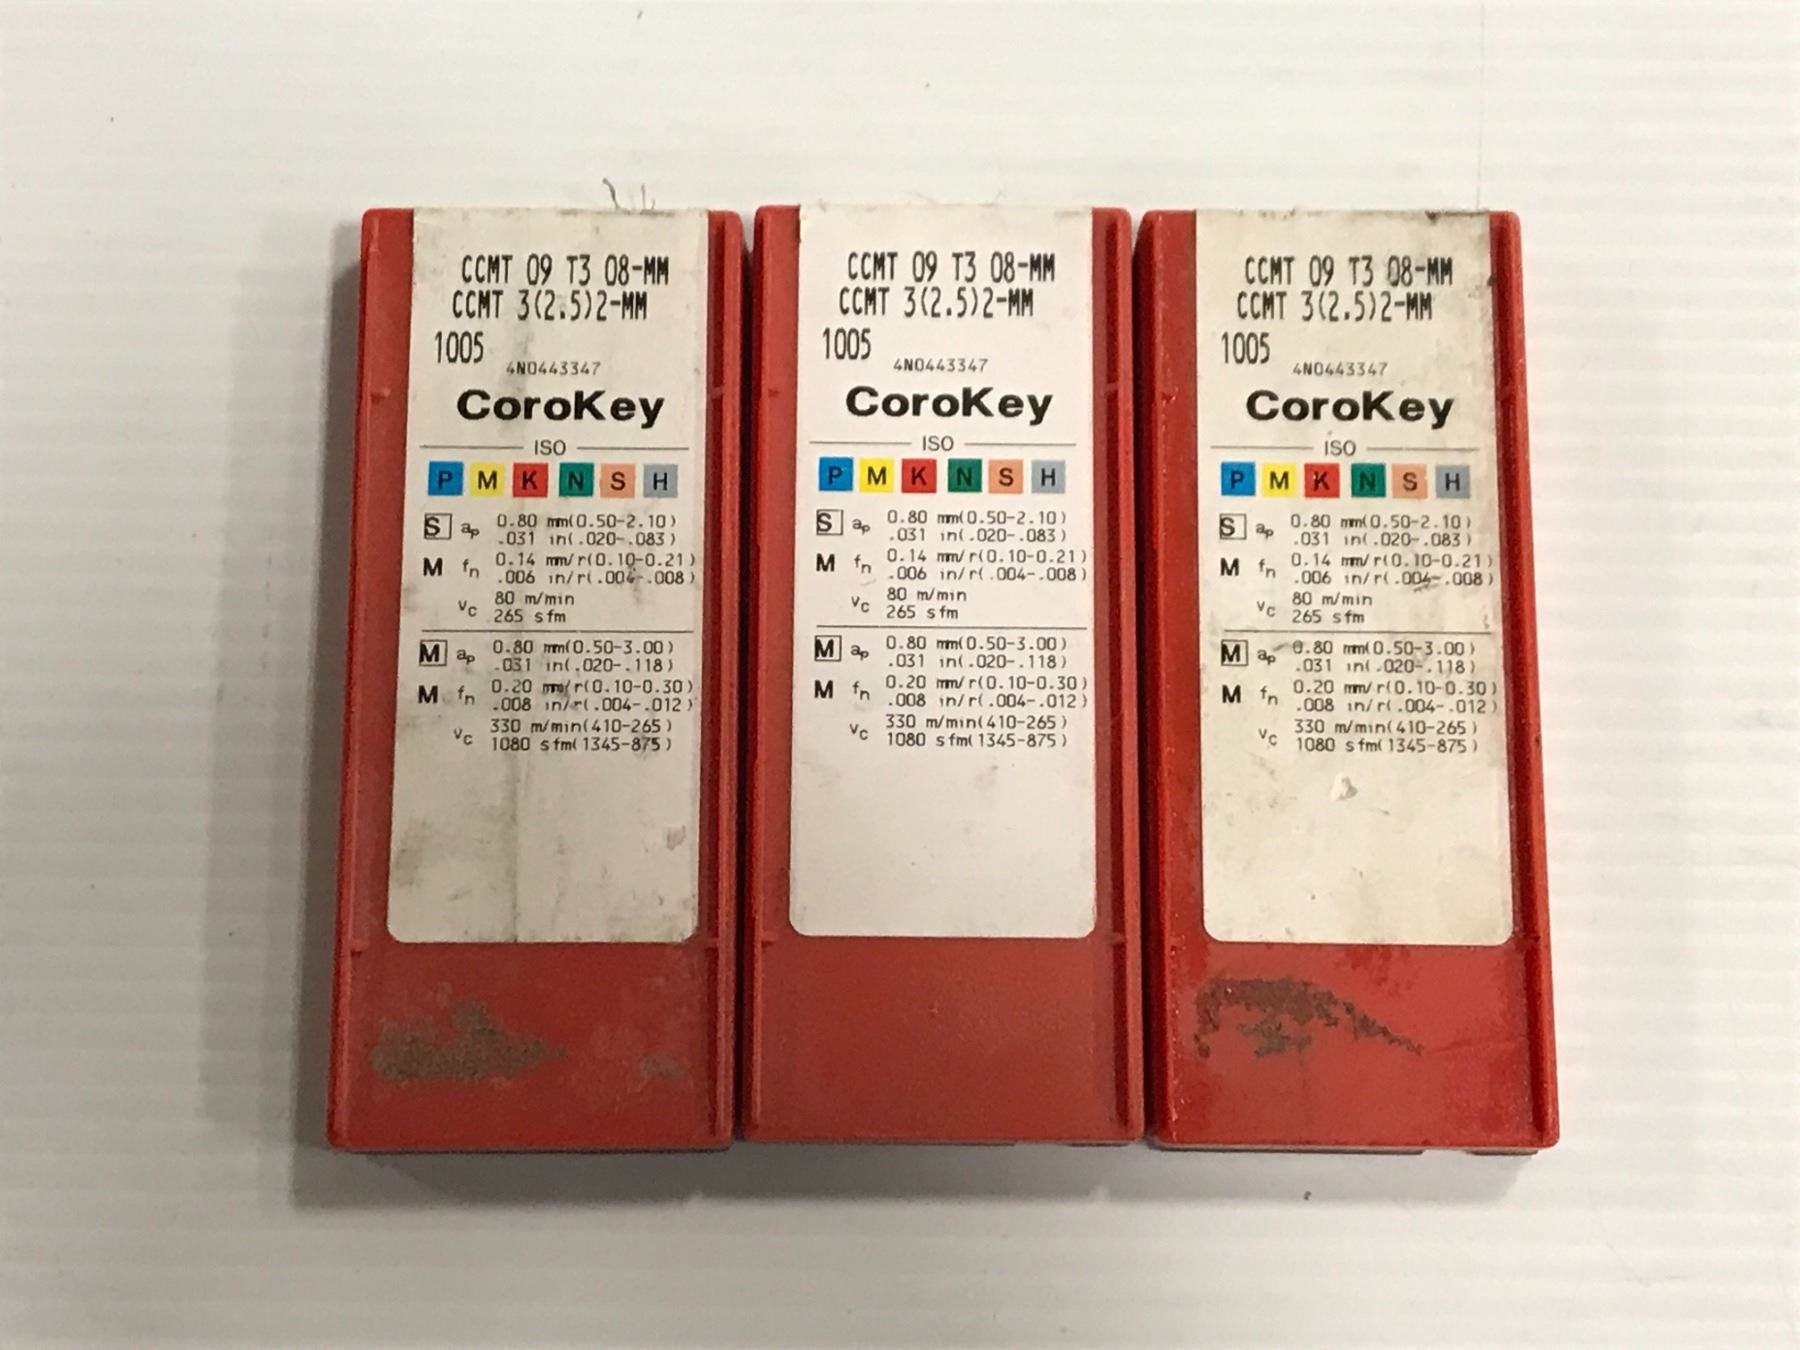 CCMT 09 T3 08-MM
CCMT 3(2.5)2-MM
1005
4N0443347
CoroKey
ISO
P M K N S H
S ap 0.80 mm(0.50-2.10)
.031 in(.020-.083)
M fn 0.14 mm/r(0.10-0.21)
.006 in/r(.004-.008)
vc 80 m/min
265 sfm
M ap 0.80 mm(0.50-3.00)
.031 in(.020-.118)
M fn 0.20 mm/r(0.10-0.30)
.008 in/r(.004-.012)
vc 330 m/min(410-265)
1080 sfm(1345-875)
CCMT 09 T3 08-MM
CCMT 3(2.5)2-MM
1005
4N0443347
CoroKey
ISO
P M K N S H
S ap 0.80 mm(0.50-2.10)
.031 in(.020-.083)
M fn 0.14 mm/r(0.10-0.21)
.006 in/r(.004-.008)
vc 80 m/min
265 sfm
M ap 0.80 mm(0.50-3.00)
.031 in(.020-.118)
M fn 0.20 mm/r(0.10-0.30)
.008 in/r(.004-.012)
vc 330 m/min(410-265)
1080 sfm(1345-875)
CCMT 09 T3 08-MM
CCMT 3(2.5)2-MM
1005
4N0443347
CoroKey
ISO
P M K N S H
S ap 0.80 mm(0.50-2.10)
.031 in(.020-.083)
M fn 0.14 mm/r(0.10-0.21)
.006 in/r(.004-.008)
vc 80 m/min
265 sfm
M ap 0.80 mm(0.50-3.00)
.031 in(.020-.118)
M fn 0.20 mm/r(0.10-0.30)
.008 in/r(.004-.012)
vc 330 m/min(410-265)
1080 sfm(1345-875)